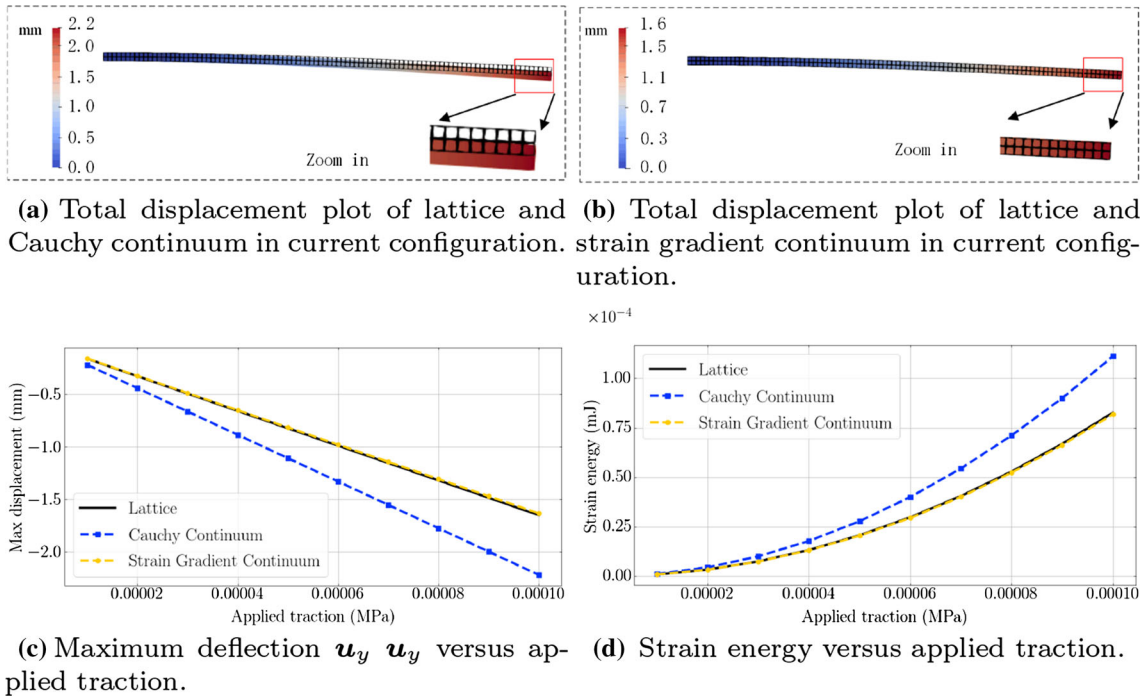 mm
2.2
2.0
1.5
1.0
0.5
0.0
Zoom in
mm
1.6
1.5
1.1
0.7
0.3
0.0
Zoom in
(a) Total displacement plot of lattice and
Cauchy continuum in current configuration.
(b) Total displacement plot of lattice and
strain gradient continuum in current config-
uration.
Max displacement (mm)
−0.5
−1.0
−1.5
−2.0
Lattice
Cauchy Continuum
Strain Gradient Continuum
0.00002 0.00004 0.00006 0.00008 0.00010
Applied traction (MPa)
(c) Maximum deflection uy uy versus ap-
plied traction.
×10−4
Strain energy (mJ)
1.00
0.75
0.50
0.25
0.00
Lattice
Cauchy Continuum
Strain Gradient Continuum
0.00002 0.00004 0.00006 0.00008 0.00010
Applied traction (MPa)
(d) Strain energy versus applied traction.